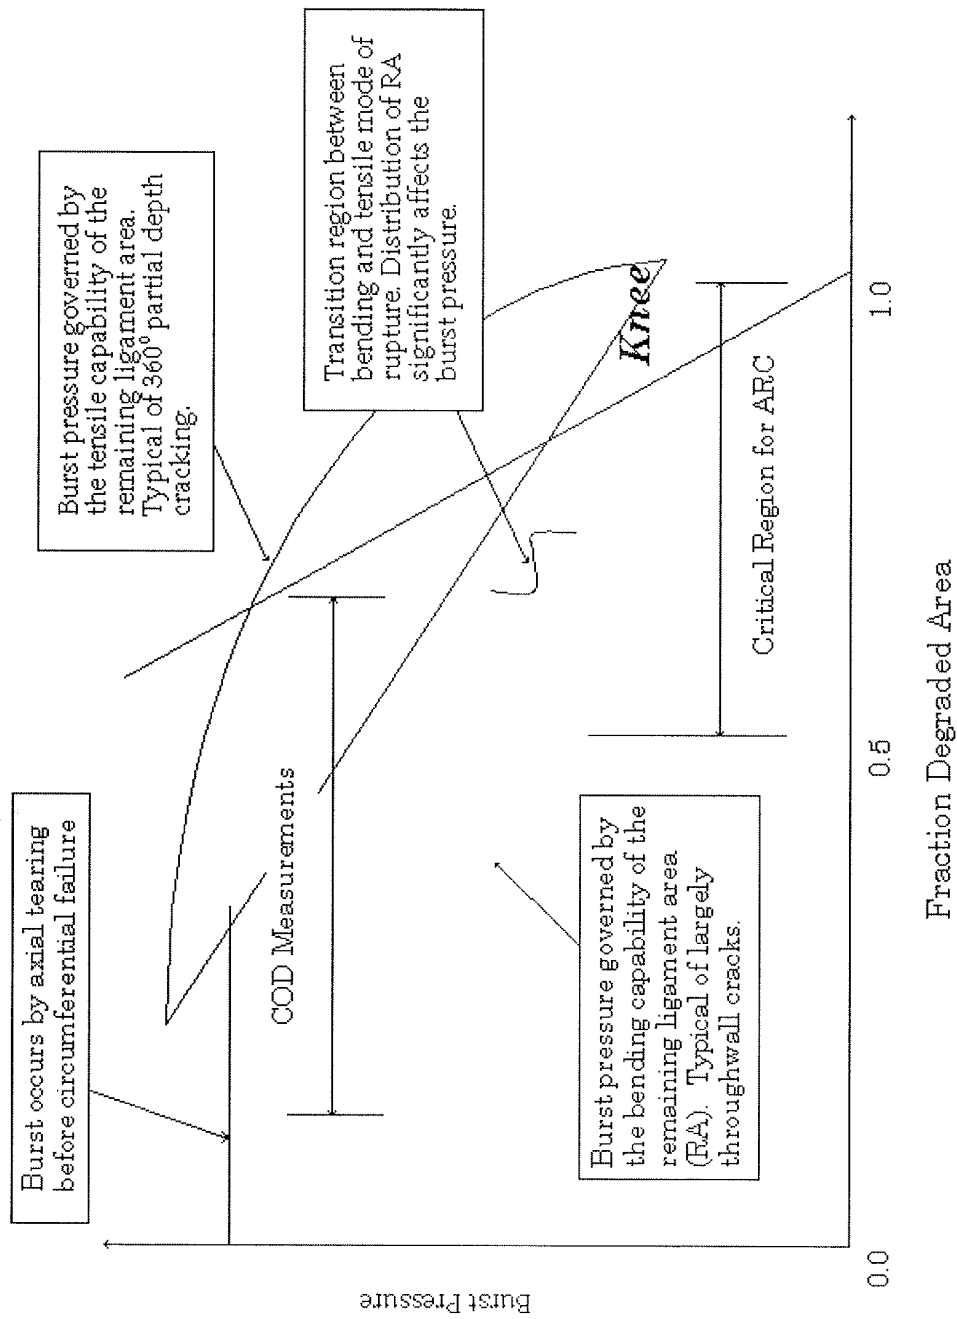 Burst occurs by axial tearing
before circumferential failure
Burst pressure governed by
the tensile capability of the
remaining ligament area.
Typical of 360° partial depth
cracking.
Transition region between
bending and tensile mode of
rupture. Distribution of RA
significantly affects the
burst pressure.
COD Measurements
Knee
Burst pressure governed by
the bending capability of the
remaining ligament area
(RA). Typical of largely
throughwall cracks.
Critical Region for ARC
Burst Pressure
0.0
0.5
1.0
Fraction Degraded Area